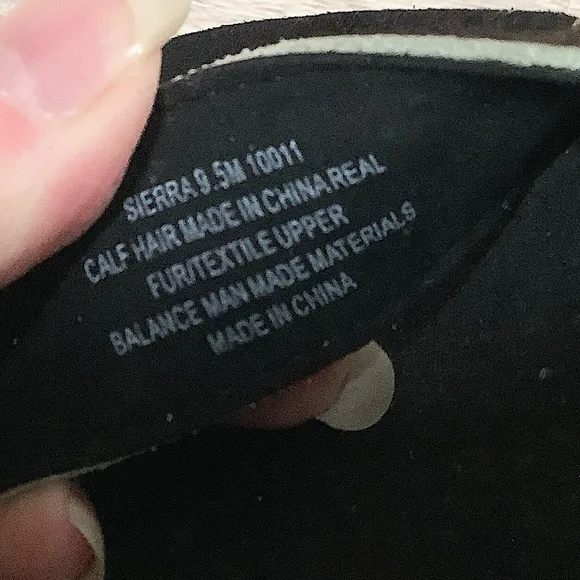 SIERRA 9.5M 10011
CALF HAIR MADE IN CHINA REAL
FUR/TEXTILE UPPER
BALANCE MAN MADE MATERIALS
MADE IN CHINA